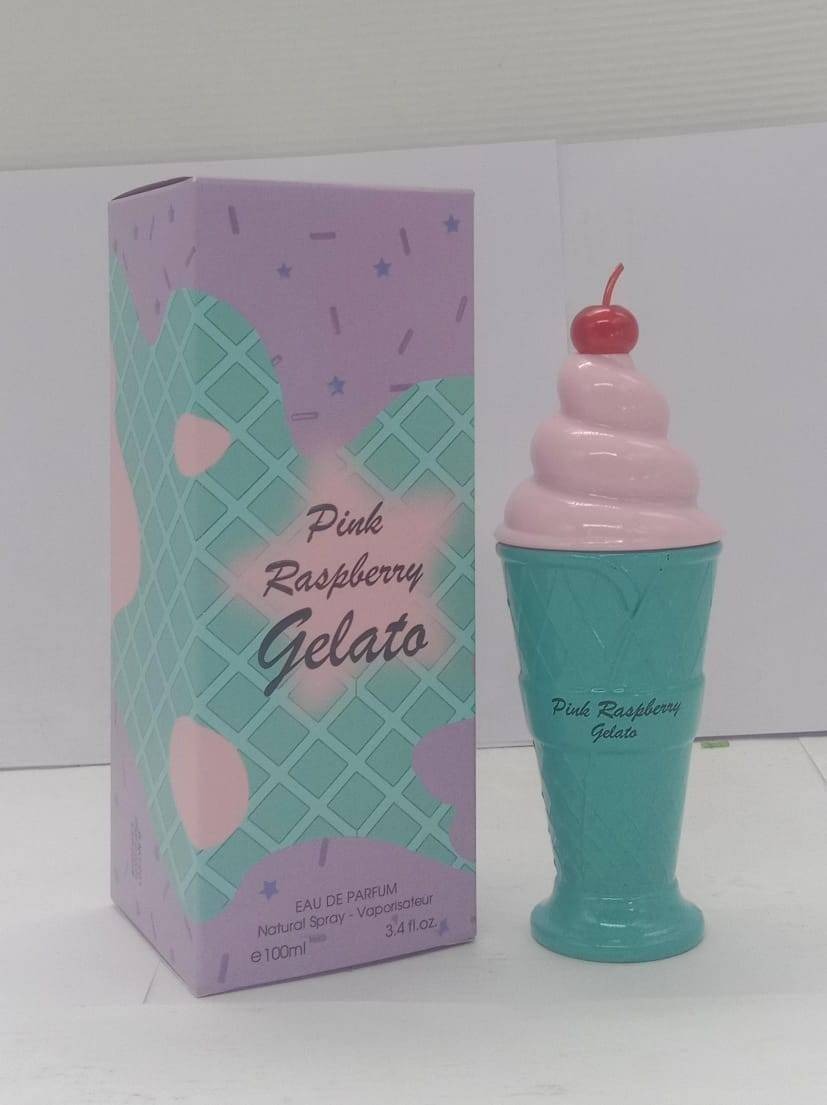 Pink
Raspberry
Gelato
EAU DE PARFUM
Natural Spray - Vaporisateur
e100ml
3.4 fl.oz.
Pink Raspberry
Gelato